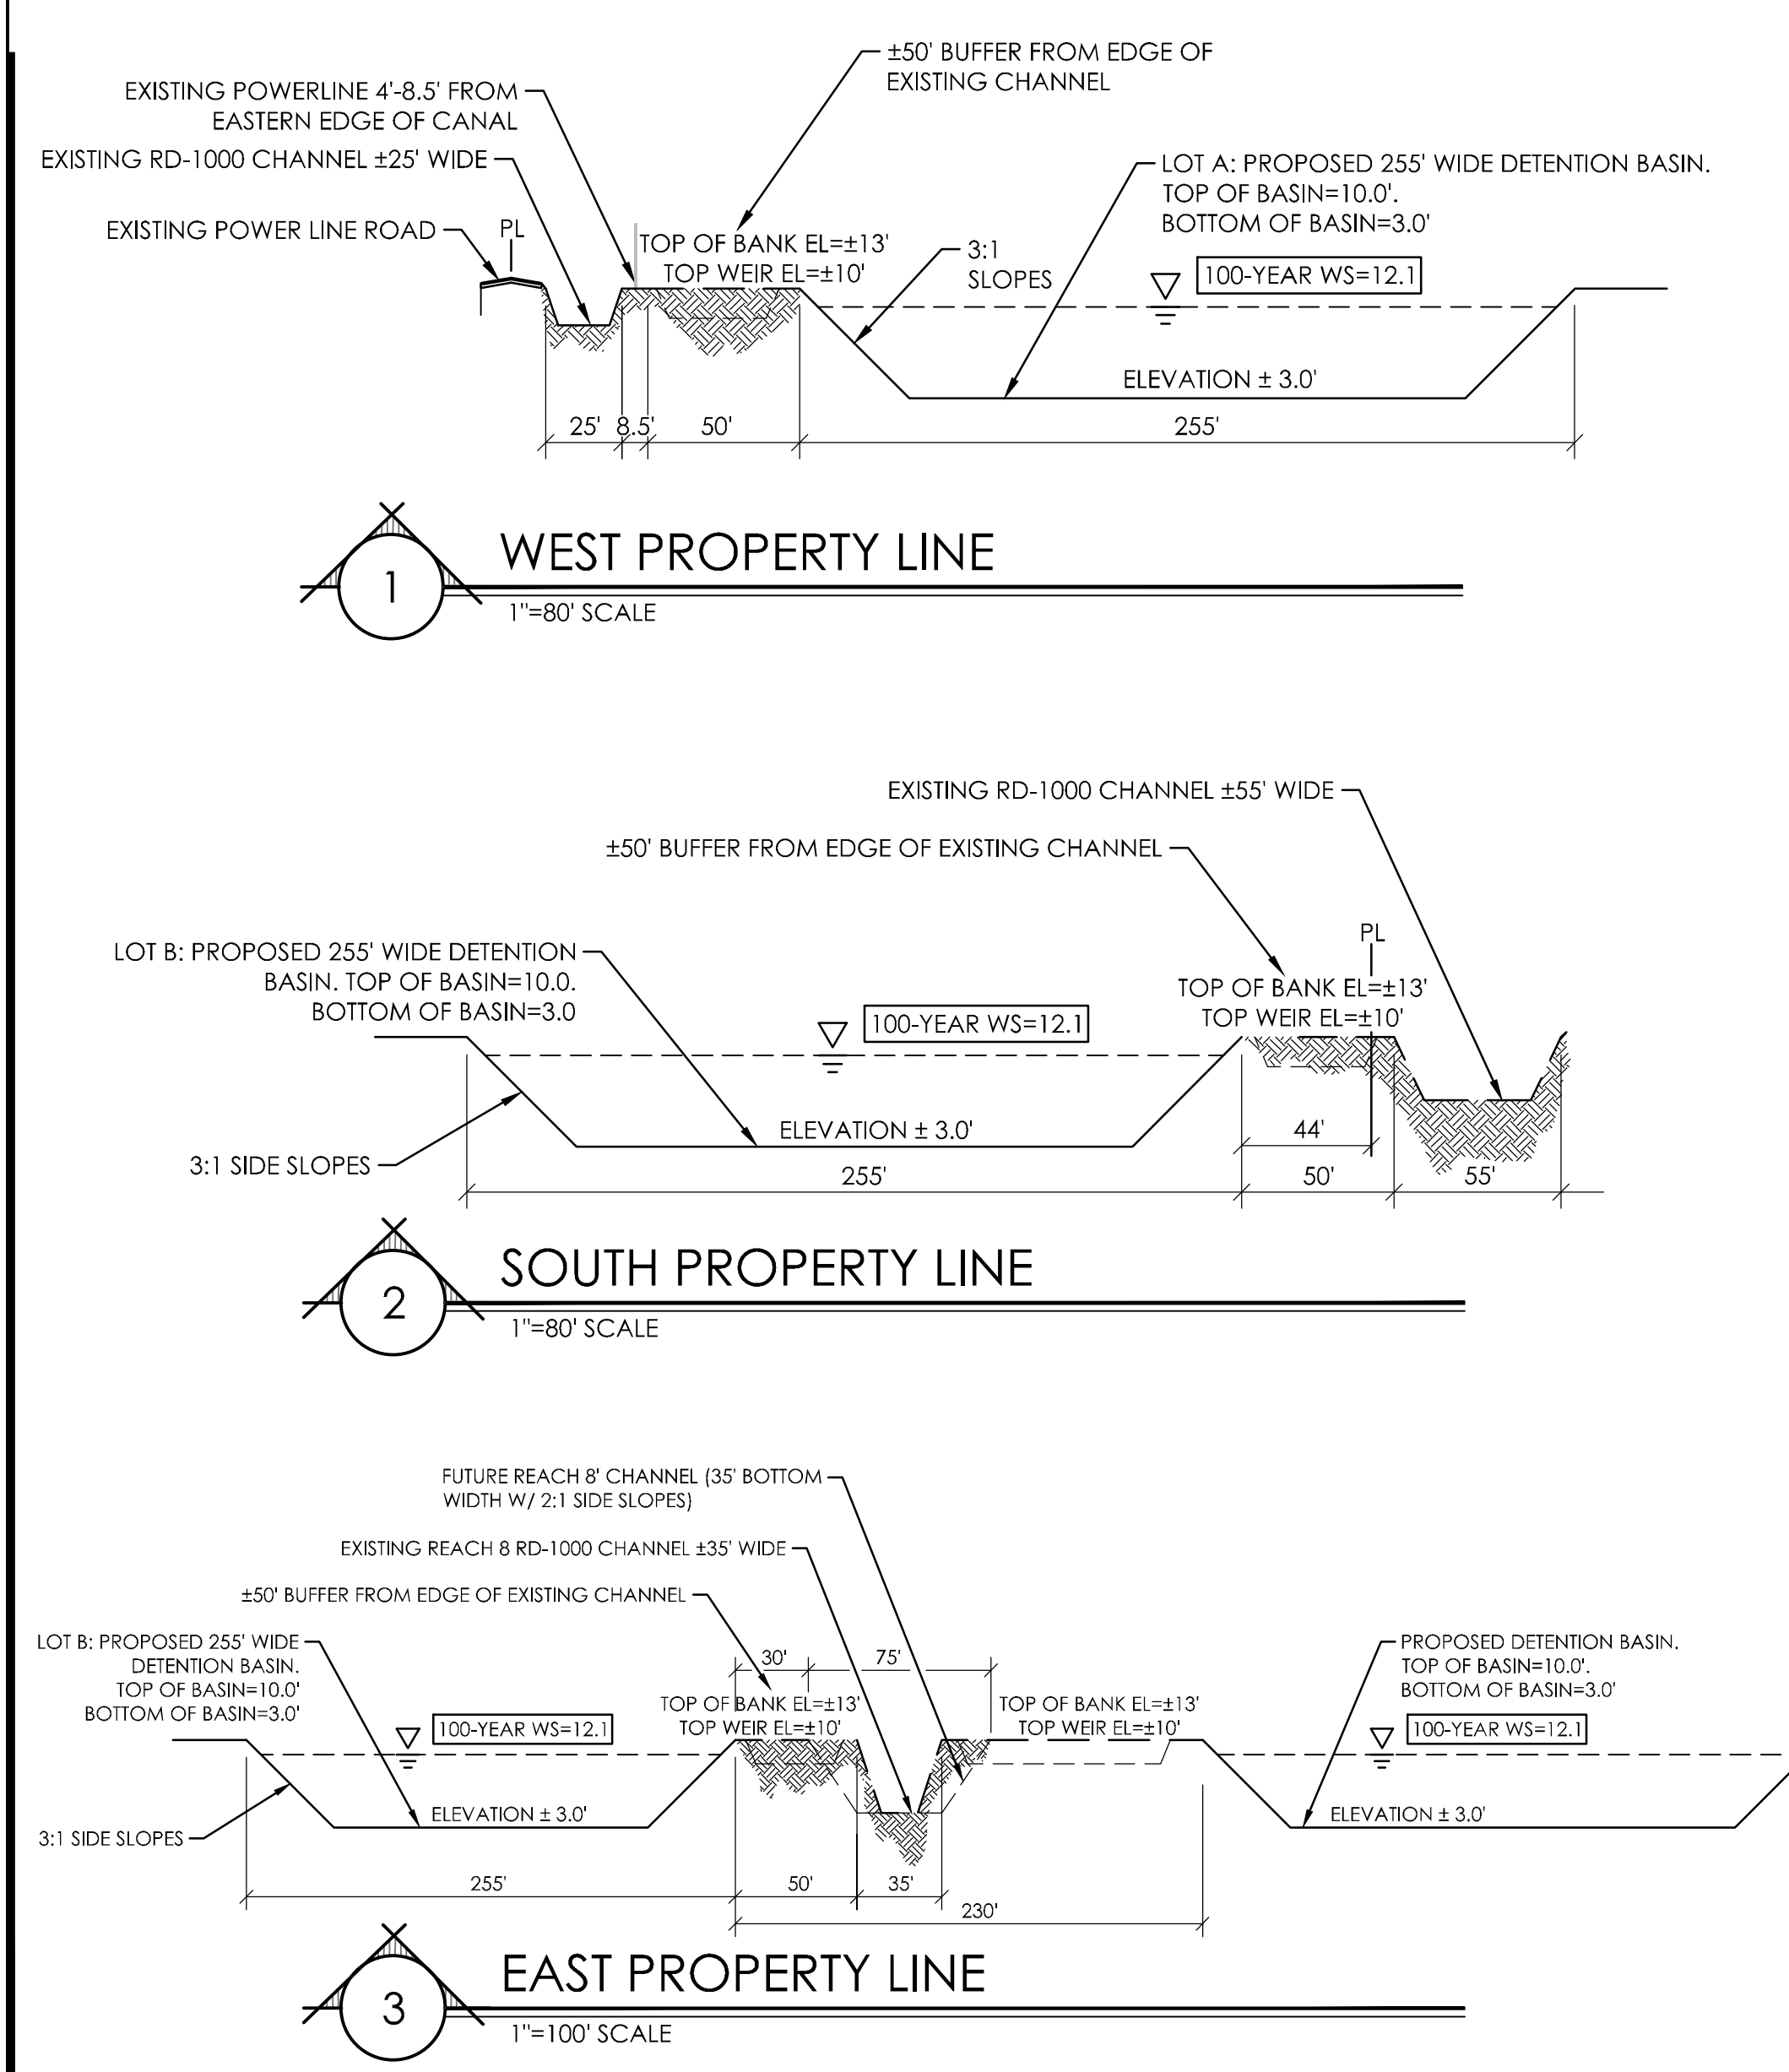 ±50' BUFFER FROM EDGE OF
EXISTING CHANNEL
EXISTING POWERLINE 4'-8.5' FROM
EASTERN EDGE OF CANAL
EXISTING RD-1000 CHANNEL ±25' WIDE
LOT A: PROPOSED 255' WIDE DETENTION BASIN.
TOP OF BASIN=10.0'.
BOTTOM OF BASIN=3.0'
EXISTING POWER LINE ROAD
PL
TOP OF BANK EL=±13'
TOP WEIR EL=±10'
3:1
SLOPES
100-YEAR WS=12.1
ELEVATION ± 3.0'
25'
8.5'
50'
255'
1
WEST PROPERTY LINE
1"=80' SCALE
EXISTING RD-1000 CHANNEL ±55' WIDE
±50' BUFFER FROM EDGE OF EXISTING CHANNEL
PL
LOT B: PROPOSED 255' WIDE DETENTION
BASIN. TOP OF BASIN=10.0.
BOTTOM OF BASIN=3.0
TOP OF BANK EL=±13'
TOP WEIR EL=±10'
100-YEAR WS=12.1
ELEVATION ± 3.0'
44'
3:1 SIDE SLOPES
255'
50'
55'
2
SOUTH PROPERTY LINE
1"=80' SCALE
FUTURE REACH 8' CHANNEL (35' BOTTOM
WIDTH W/ 2:1 SIDE SLOPES)
EXISTING REACH 8 RD-1000 CHANNEL ±35' WIDE
±50' BUFFER FROM EDGE OF EXISTING CHANNEL
LOT B: PROPOSED 255' WIDE
DETENTION BASIN.
TOP OF BASIN=10.0'
BOTTOM OF BASIN=3.0'
30'
75'
PROPOSED DETENTION BASIN.
TOP OF BASIN=10.0'.
BOTTOM OF BASIN=3.0'
TOP OF BANK EL=±13'
TOP WEIR EL=±10'
TOP OF BANK EL=±13'
TOP WEIR EL=±10'
100-YEAR WS=12.1
100-YEAR WS=12.1
ELEVATION ± 3.0'
ELEVATION ± 3.0'
3:1 SIDE SLOPES
255'
50'
35'
230'
3
EAST PROPERTY LINE
1"=100' SCALE